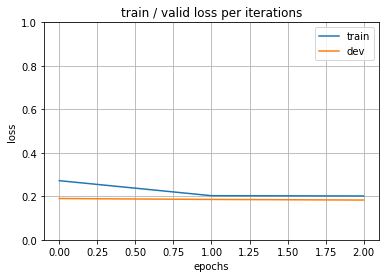 train / valid loss per iterations
train
dev
loss
1.0
0.8
0.6
0.4
0.2
0.0
0.00 0.25 0.50 0.75 1.00 1.25 1.50 1.75 2.00
epochs